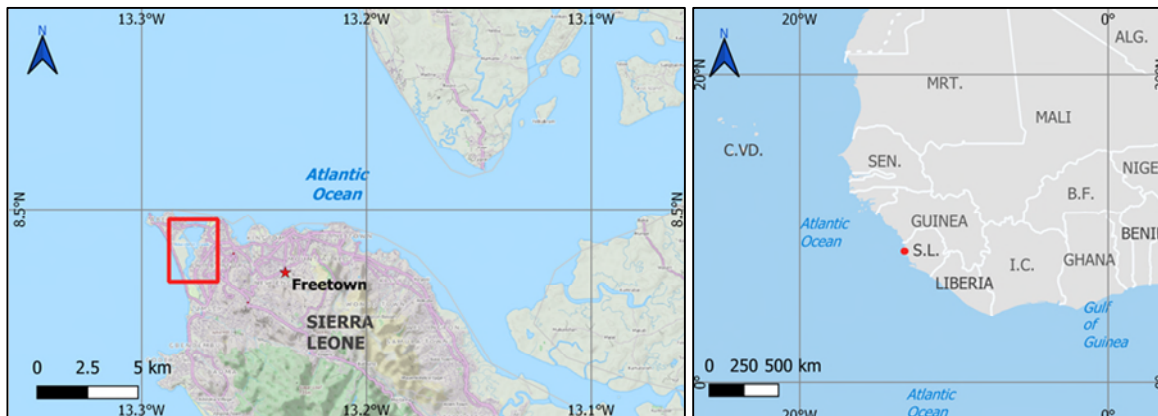 13.3°W
13.2°W
13.1°W
N
Atlantic
Ocean
8.5°N
8.5°N
Freetown
SIERRA
LEONE
0 2.5 5 km
13.3°W
13.2°W
13.1°W
20°W
0°
N
ALG.
20°N
MRT.
MALI
C.VD.
SEN.
NIGE
B.F.
Atlantic
Ocean
GUINEA
BENI
S.L.
GHANA
I.C.
LIBERIA
Gulf
of
Guinea
0 250 500 km
0°
0°
Atlantic
Ocean
20°W
0°